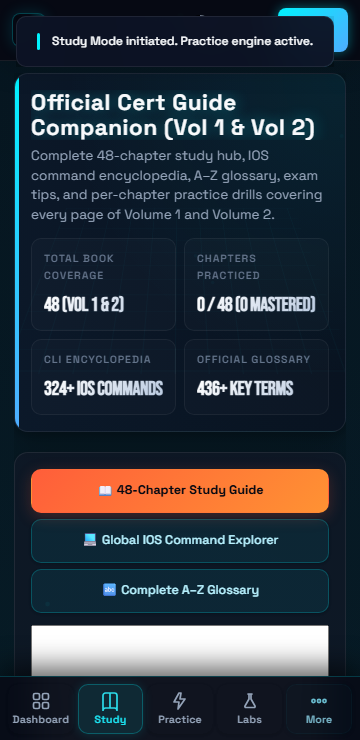 Study Mode initiated. Practice engine active.
Official Cert Guide
Companion (Vol 1 & Vol 2)
Complete 48-chapter study hub, IOS
command encyclopedia, A–Z glossary, exam
tips, and per-chapter practice drills covering
every page of Volume 1 and Volume 2.
TOTAL BOOK
COVERAGE
48 (VOL 1 & 2)
CHAPTERS
PRACTICED
0 / 48 (0 MASTERED)
CLI ENCYCLOPEDIA
324+ IOS COMMANDS
OFFICIAL GLOSSARY
436+ KEY TERMS
48-Chapter Study Guide
Global IOS Command Explorer
abc Complete A–Z Glossary
Dashboard
Study
Practice
Labs
More